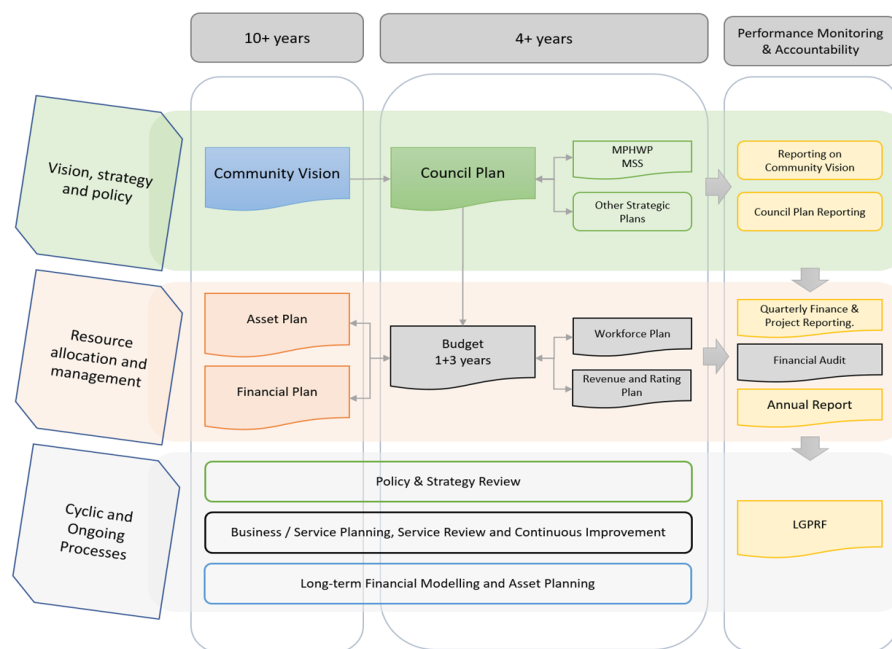 10+ years
4+ years
Performance Monitoring
& Accountability
Vision, strategy
and policy
Community Vision
Council Plan
MPHWP
MSS
Other Strategic
Plans
Reporting on
Community Vision
Council Plan Reporting
Resource
allocation and
management
Asset Plan
Financial Plan
Budget
1+3 years
Workforce Plan
Revenue and Rating
Plan
Quarterly Finance &
Project Reporting.
Financial Audit
Annual Report
Cyclic and
Ongoing
Processes
Policy & Strategy Review
Business / Service Planning, Service Review and Continuous Improvement
Long-term Financial Modelling and Asset Planning
LGPRF